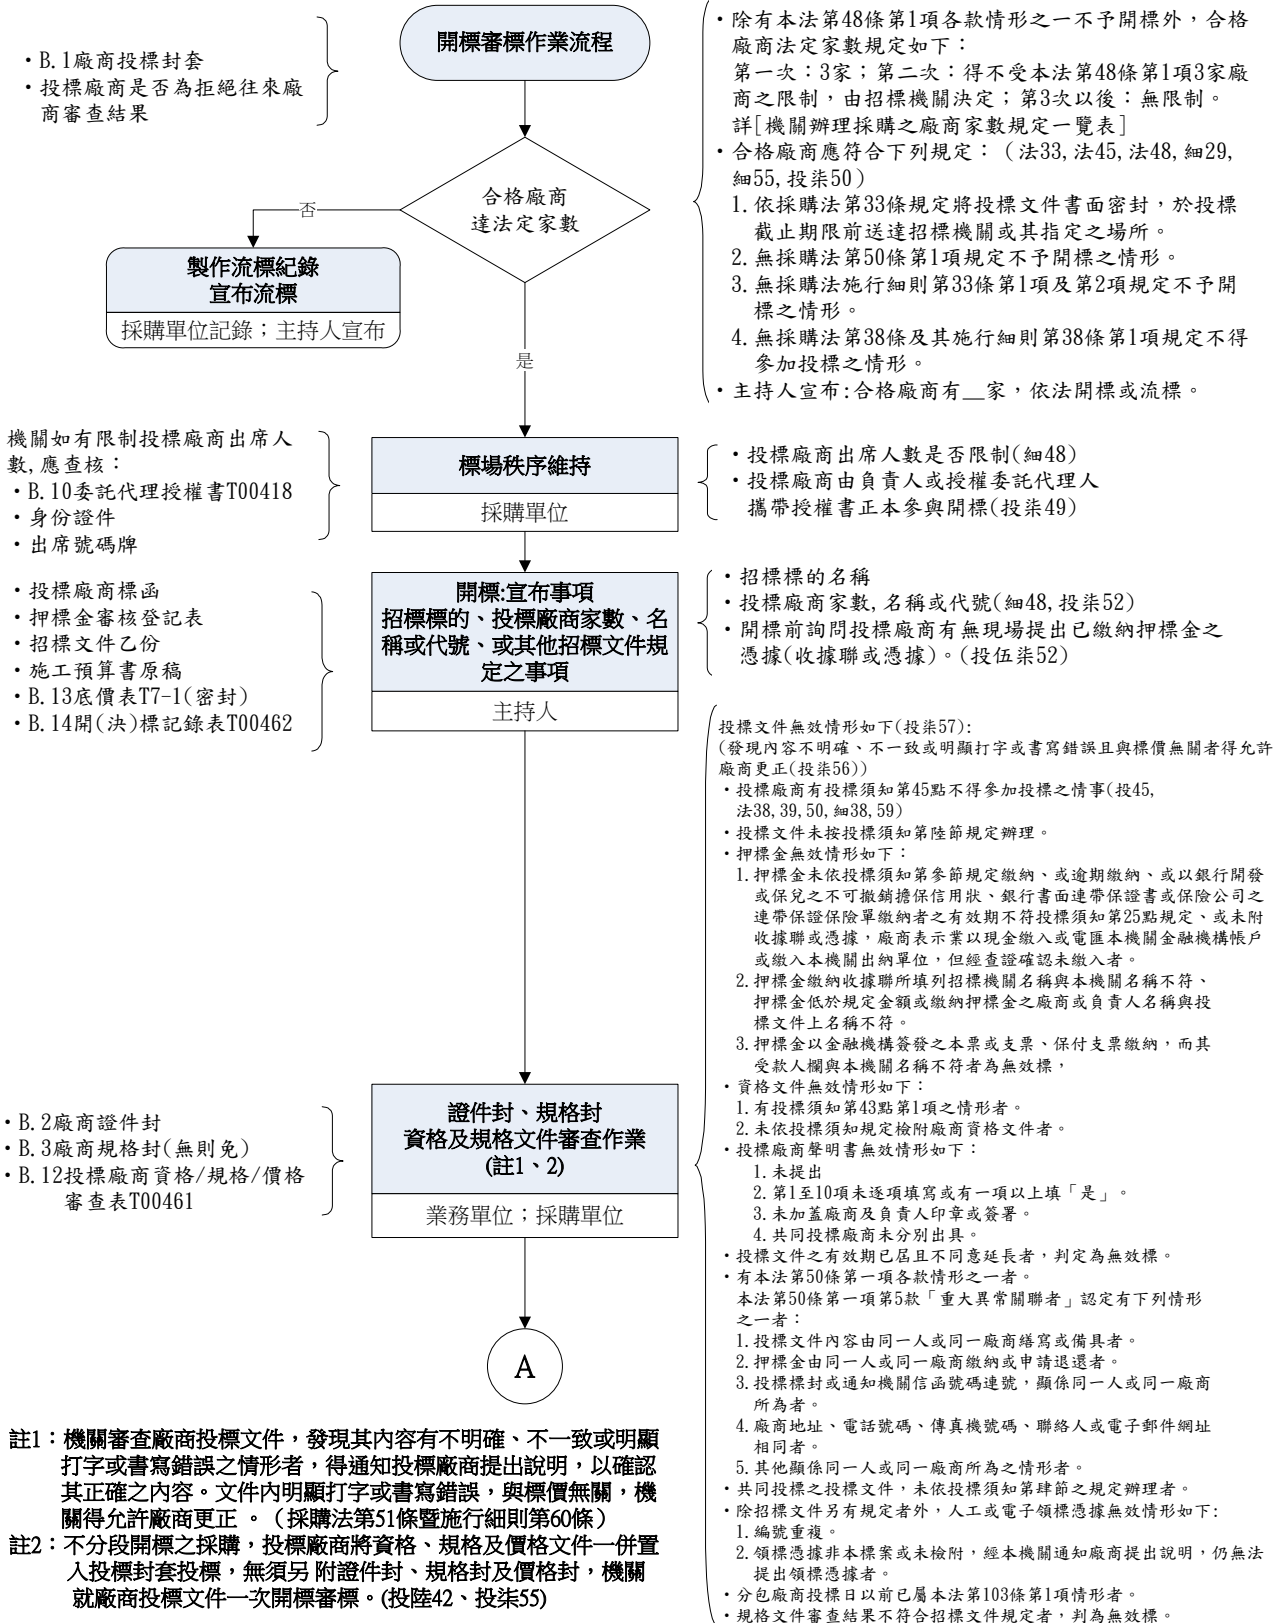 開標審標作業流程
・B.1廠商投標封套
・投標廠商是否為拒絕往來廠
商審查結果
・除有本法第48條第1項各款情形之一不予開標外，合格
廠商法定家數規定如下：
第一次：3家；第二次：得不受本法第48條第1項3家廠
商之限制，由招標機關決定；第3次以後：無限制。
詳[機關辦理採購之廠商家數規定一覽表]
・合格廠商應符合下列規定：（法33,法45,法48,細29,
細55,投柒50）
1.依採購法第33條規定將投標文件書面密封，於投標
截止期限前送達招標機關或其指定之場所。
2.無採購法第50條第1項規定不予開標之情形。
3.無採購法施行細則第33條第1項及第2項規定不予開
標之情形。
4.無採購法第38條及其施行細則第38條第1項規定不得
參加投標之情形。
・主持人宣布:合格廠商有__家，依法開標或流標。
合格廠商
達法定家數
否
製作流標紀錄
宣布流標
採購單位記錄；主持人宣布
是
機關如有限制投標廠商出席人
數,應查核：
・B.10委託代理授權書T00418
・身份證件
・出席號碼牌
標場秩序維持
採購單位
・投標廠商出席人數是否限制(細48)
・投標廠商由負責人或授權委託代理人
攜帶授權書正本參與開標(投柒49)
・投標廠商標函
・押標金審核登記表
・招標文件乙份
・施工預算書原稿
・B.13底價表T7-1(密封)
・B.14開(決)標記錄表T00462
開標:宣布事項
招標標的、投標廠商家數、名
稱或代號、或其他招標文件規
定之事項
主持人
・招標標的名稱
・投標廠商家數,名稱或代號(細48,投柒52)
・開標前詢問投標廠商有無現場提出已繳納押標金之
憑據(收據聯或憑據)。(投伍柒52)
・B.2廠商證件封
・B.3廠商規格封(無則免)
・B.12投標廠商資格/規格/價格
審查表T00461
證件封、規格封
資格及規格文件審查作業
(註1、2)
業務單位；採購單位
A
投標文件無效情形如下(投柒57):
(發現內容不明確、不一致或明顯打字或書寫錯誤且與標價無關者得允許
廠商更正(投柒56))
・投標廠商有投標須知第45點不得參加投標之情事(投45,
法38,39,50,細38,59)
・投標文件未按投標須知第陸節規定辦理。
・押標金無效情形如下：
1.押標金未依投標須知第參節規定繳納、或逾期繳納、或以銀行開發
或保兌之不可撤銷擔保信用狀、銀行書面連帶保證書或保險公司之
連帶保證保險單繳納者之有效期不符投標須知第25點規定、或未附
收據聯或憑據，廠商表示業以現金繳入或電匯本機關金融機構帳戶
或繳入本機關出納單位，但經查證確認未繳入者。
2.押標金繳納收據聯所填列招標機關名稱與本機關名稱不符、
押標金低於規定金額或繳納押標金之廠商或負責人名稱與投
標文件上名稱不符。
3.押標金以金融機構簽發之本票或支票、保付支票繳納，而其
受款人欄與本機關名稱不符者為無效標，
・資格文件無效情形如下：
1.有投標須知第43點第1項之情形者。
2.未依投標須知規定檢附廠商資格文件者。
・投標廠商聲明書無效情形如下：
1.未提出
2.第1至10項未逐項填寫或有一項以上填「是」。
3.未加蓋廠商及負責人印章或簽署。
4.共同投標廠商未分別出具。
・投標文件之有效期已屆且不同意延長者，判定為無效標。
・有本法第50條第一項各款情形之一者。
本法第50條第一項第5款「重大異常關聯者」認定有下列情形
之一者：
1.投標文件內容由同一人或同一廠商繕寫或備具者。
2.押標金由同一人或同一廠商繳納或申請退還者。
3.投標標封或通知機關信函號碼連號，顯係同一人或同一廠商
所為者。
4.廠商地址、電話號碼、傳真機號碼、聯絡人或電子郵件網址
相同者。
5.其他顯係同一人或同一廠商所為之情形者。
・共同投標之投標文件，未依投標須知第肆節之規定辦理者。
・除招標文件另有規定者外，人工或電子領標憑據無效情形如下:
1.編號重複。
2.領標憑據非本標案或未檢附，經本機關通知廠商提出說明，仍無法
提出領標憑據者。
・分包廠商投標日以前已屬本法第103條第1項情形者。
・規格文件審查結果不符合招標文件規定者，判為無效標。
註1：機關審查廠商投標文件，發現其內容有不明確、不一致或明顯
打字或書寫錯誤之情形者，得通知投標廠商提出說明，以確認
其正確之內容。文件內明顯打字或書寫錯誤，與標價無關，機
關得允許廠商更正 。（採購法第51條暨施行細則第60條）
註2：不分段開標之採購，投標廠商將資格、規格及價格文件一併置
入投標封套投標，無須另 附證件封、規格封及價格封，機關
就廠商投標文件一次開標審標。(投陸42、投柒55)